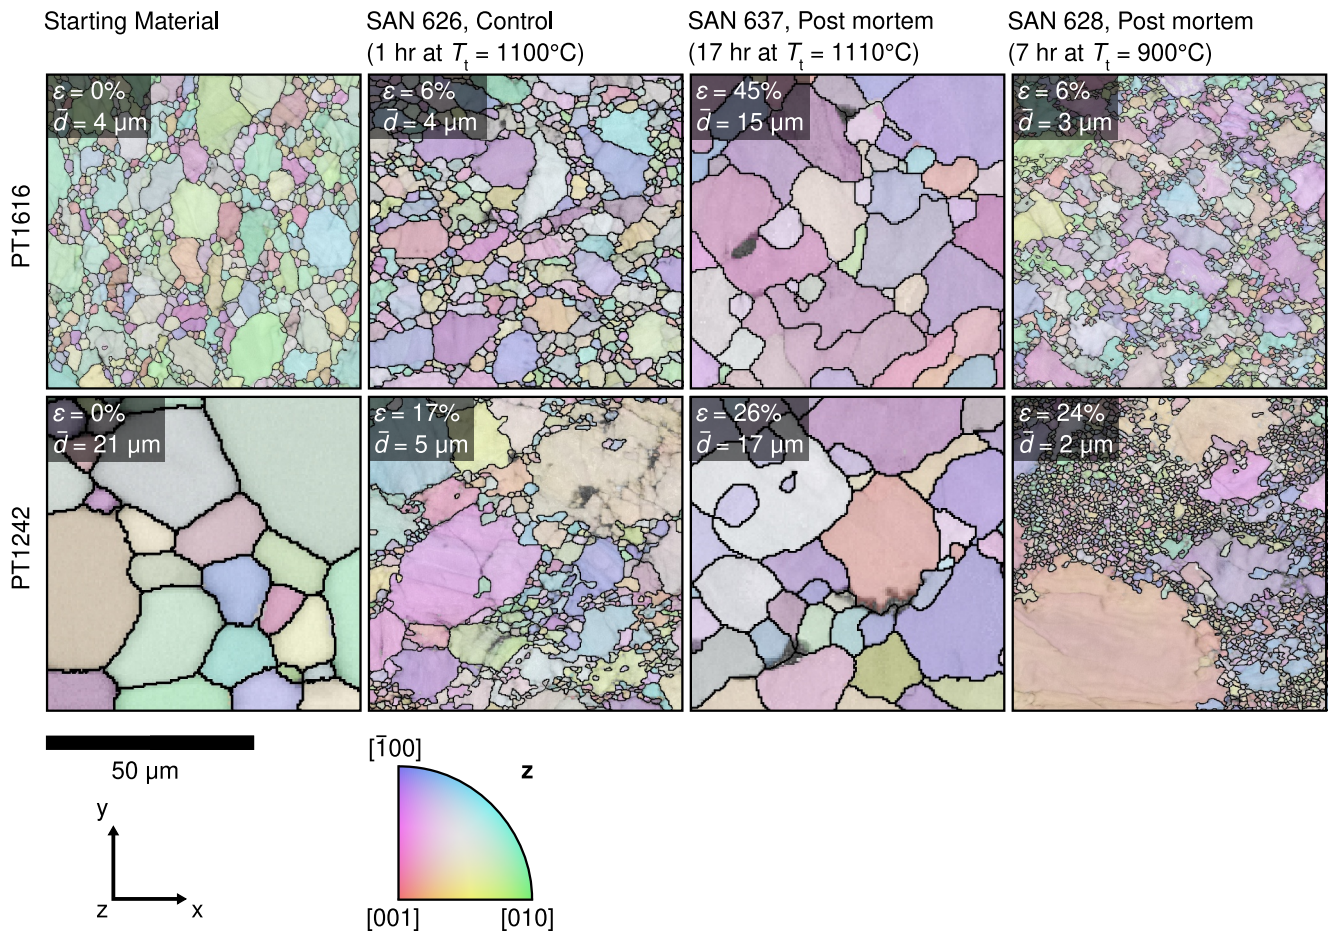 Starting Material
SAN 626, Control
(1 hr at Tt = 1100°C)
SAN 637, Post mortem
(17 hr at Tt = 1110°C)
SAN 628, Post mortem
(7 hr at Tt = 900°C)
PT1616
ε = 0%
d̄ = 4 μm
ε = 6%
d̄ = 4 μm
ε = 45%
d̄ = 15 μm
ε = 6%
d̄ = 3 μm
PT1242
ε = 0%
d̄ = 21 μm
ε = 17%
d̄ = 5 μm
ε = 26%
d̄ = 17 μm
ε = 24%
d̄ = 2 μm
50 μm
y
z
x
[1̄00]
z
[001]
[010]